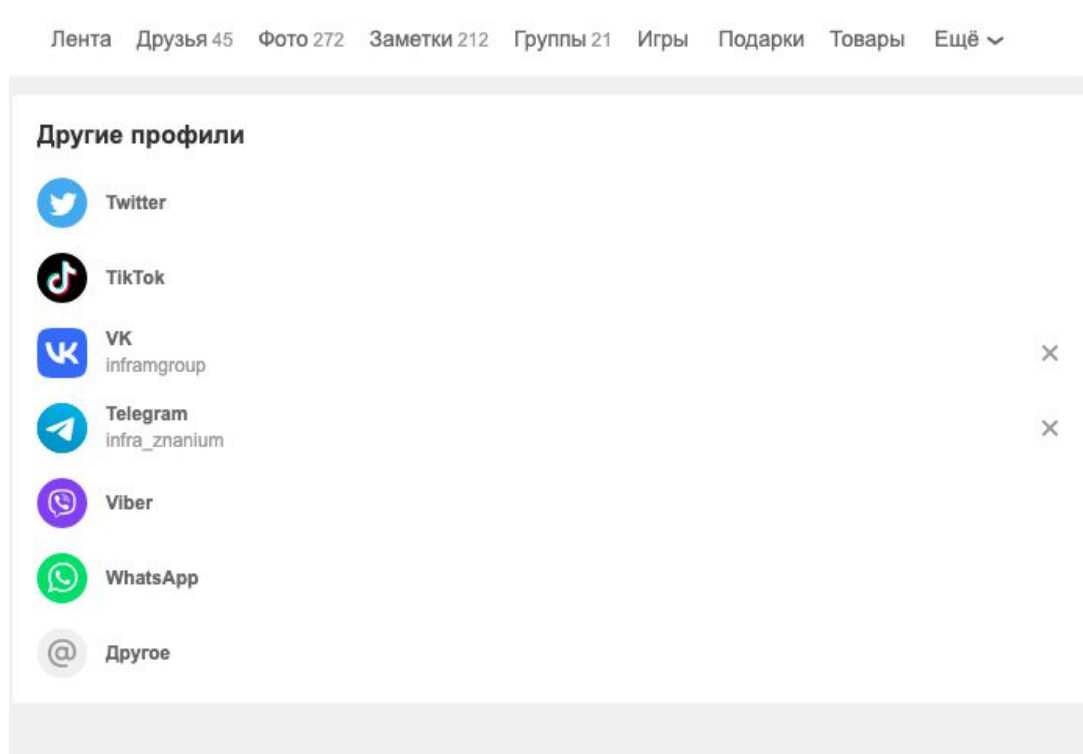 Лента Друзья 45 Фото 272 Заметки 212 Группы 21 Игры Подарки Товары Ещё
Другие профили
Twitter
TikTok
VK
inframgroup
Telegram
infra_znanium
Viber
WhatsApp
Другое